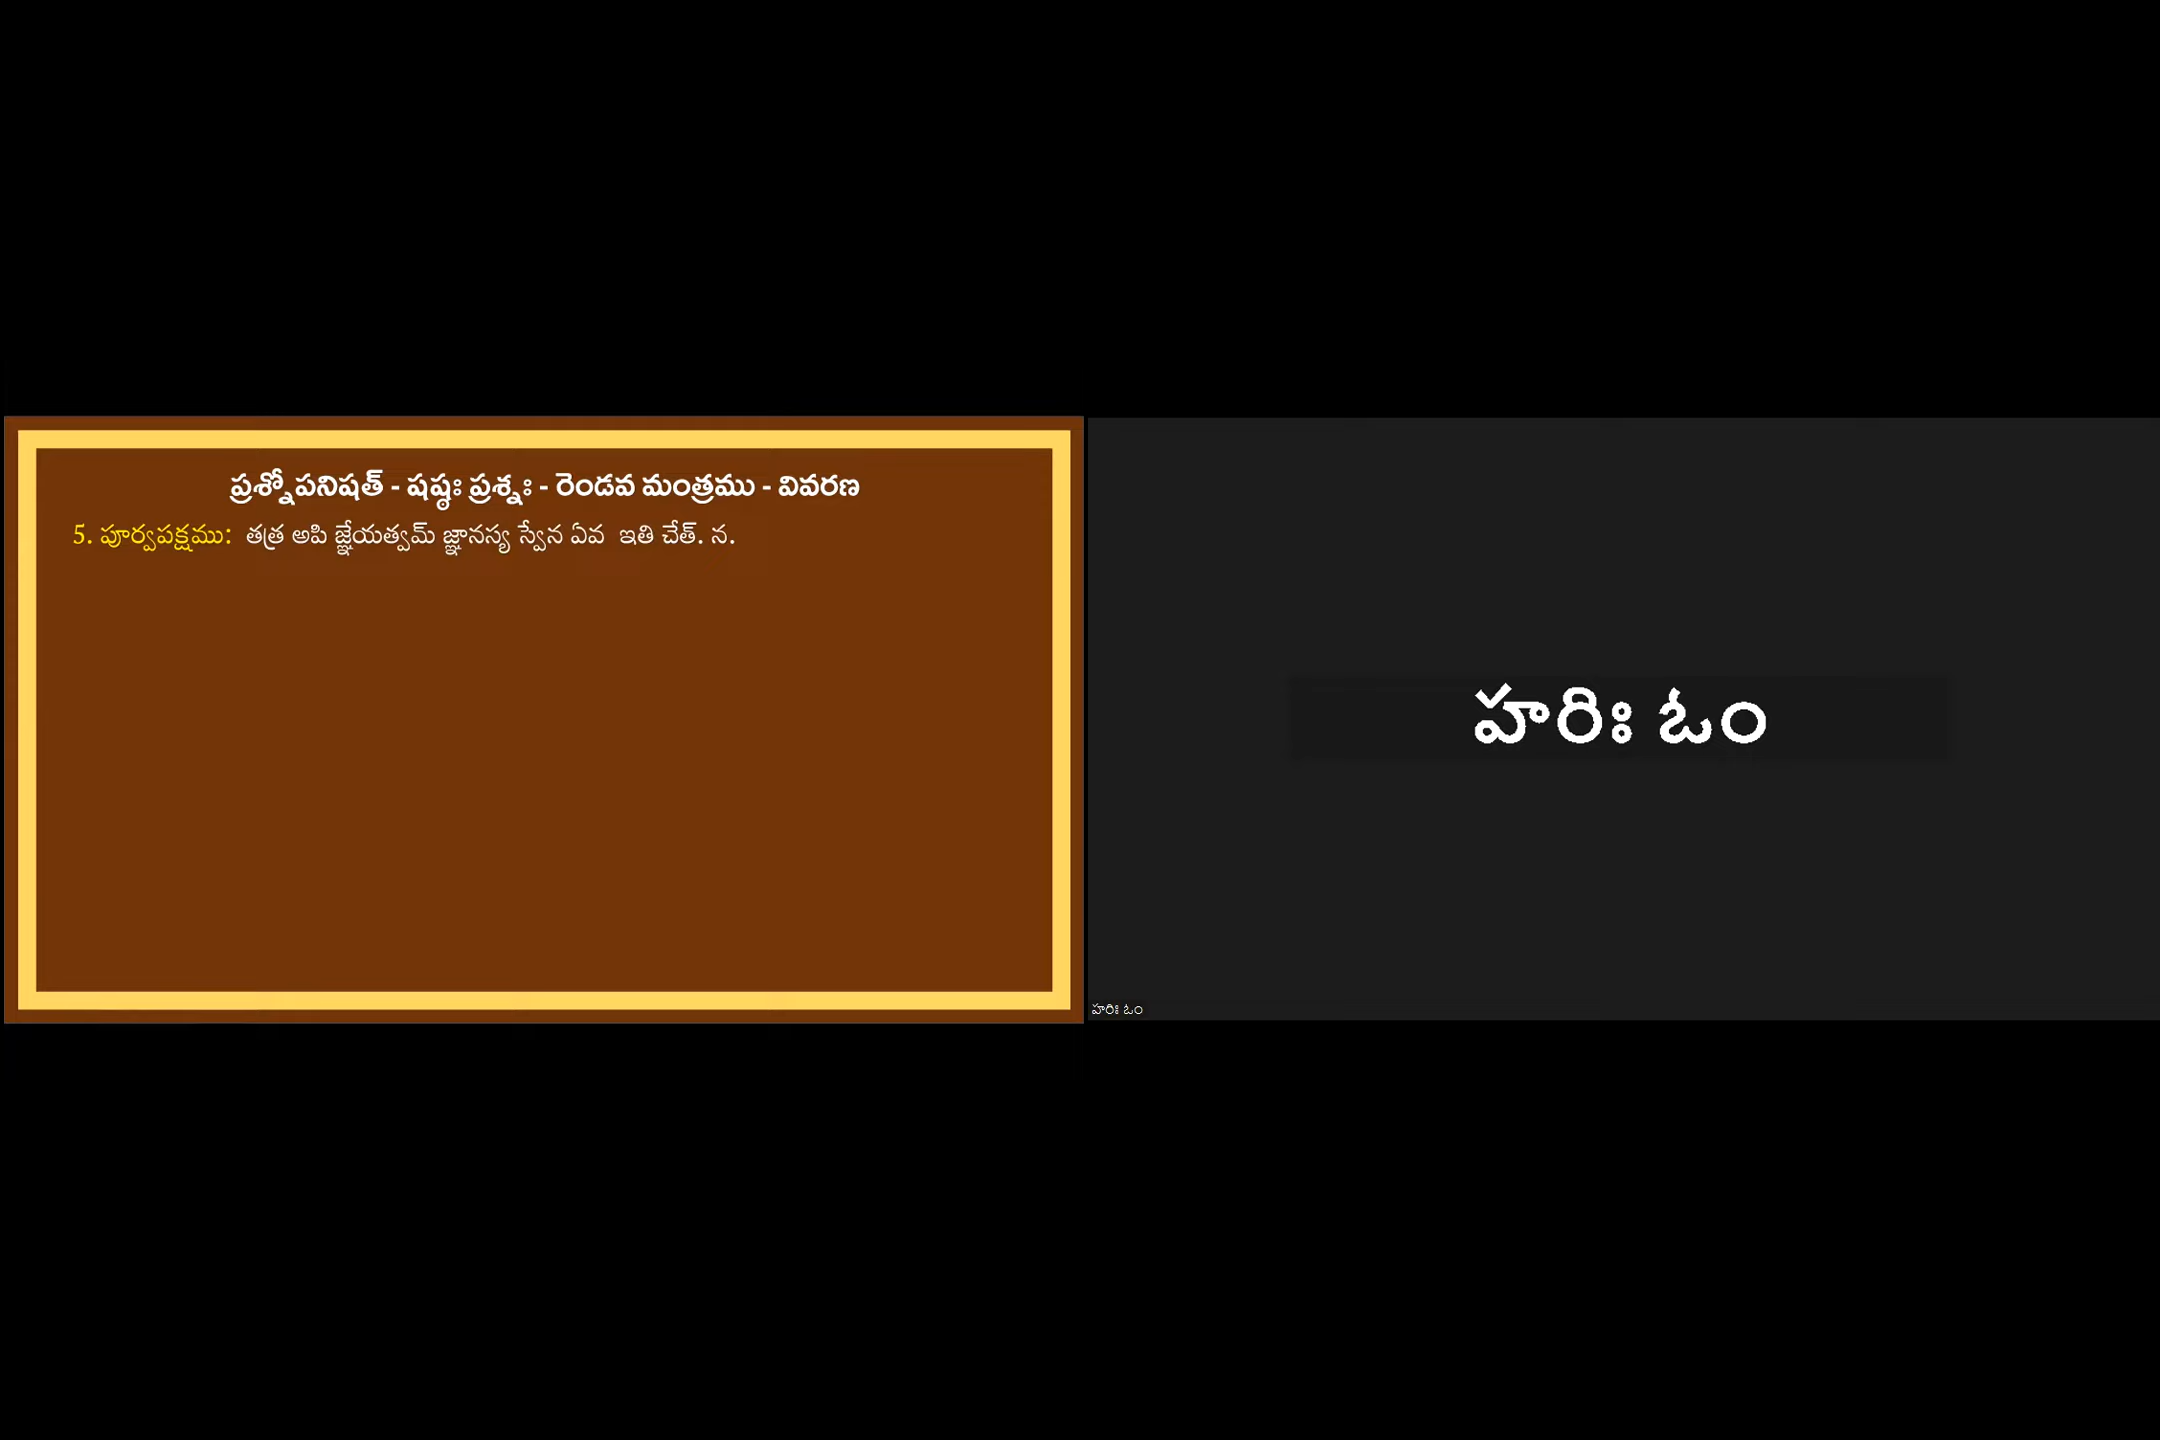 ప్రశ్నోపనిషత్ - షష్ఠః ప్రశ్నః - రెండవ మంత్రము - వివరణ
5. పూర్వపక్షము: తత్ర అపి జ్ఞేయత్వమ్ జ్ఞానస్య స్వేన ఏవ ఇతి చేత్. న.
హరిః ఓం
హరిః ఓం